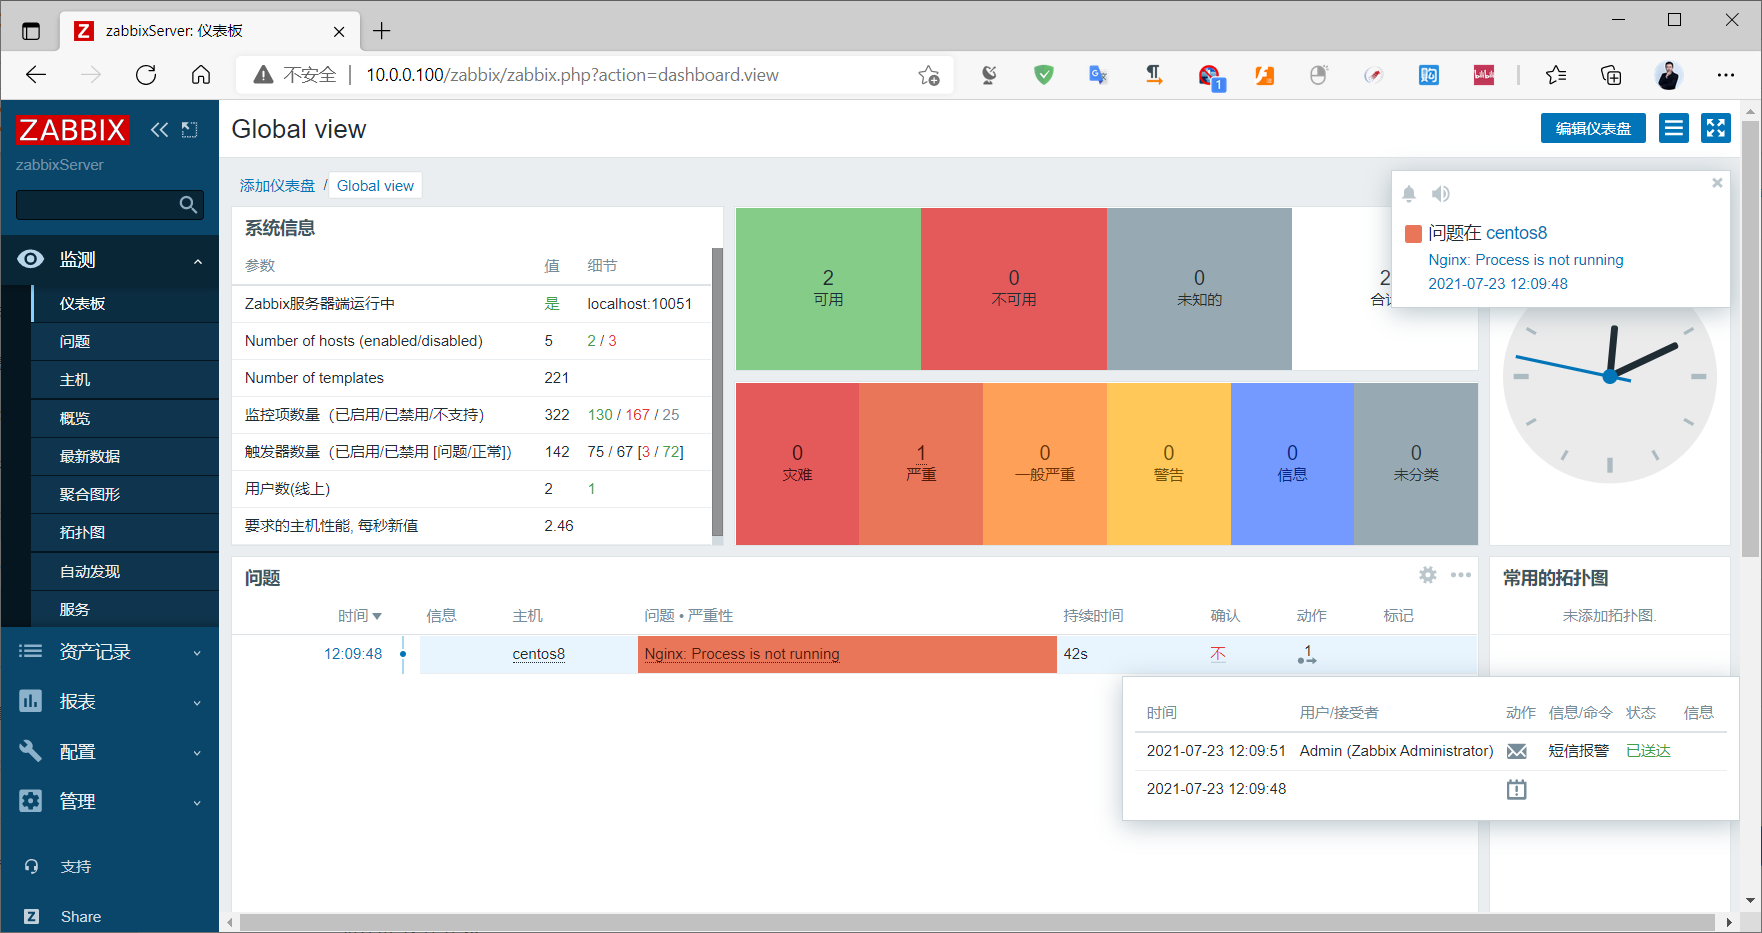 zabbixServer: 仪表板
不安全
10.0.0.100/zabbix/zabbix.php?action=dashboard.view
1
ZABBIX
zabbixServer
监测
仪表板
问题
主机
概览
最新数据
聚合图形
拓扑图
自动发现
服务
资产记录
报表
配置
管理
支持
Share
Global view
编辑仪表盘
添加仪表盘 / Global view
系统信息
参数 值 细节
Zabbix服务器端运行中 是 localhost:10051
Number of hosts (enabled/disabled) 5 2 / 3
Number of templates 221
监控项数量（已启用/已禁用/不支持) 322 130 / 167 / 25
触发器数量（已启用/已禁用 [问题/正常]) 142 75 / 67 [3 / 72]
用户数(线上) 2 1
要求的主机性能, 每秒新值 2.46
2 可用
0 不可用
0 未知的
2 合
0 灾难
1 严重
0 一般严重
0 警告
0 信息
0 未分类
问题在 centos8
Nginx: Process is not running
2021-07-23 12:09:48
问题
时间 信息 主机 问题 • 严重性 持续时间 确认 动作 标记
12:09:48 centos8 Nginx: Process is not running 42s 不 1
常用的拓扑图
未添加拓扑图.
时间 用户/接受者 动作 信息/命令 状态 信息
2021-07-23 12:09:51 Admin (Zabbix Administrator) 短信报警 已送达
2021-07-23 12:09:48